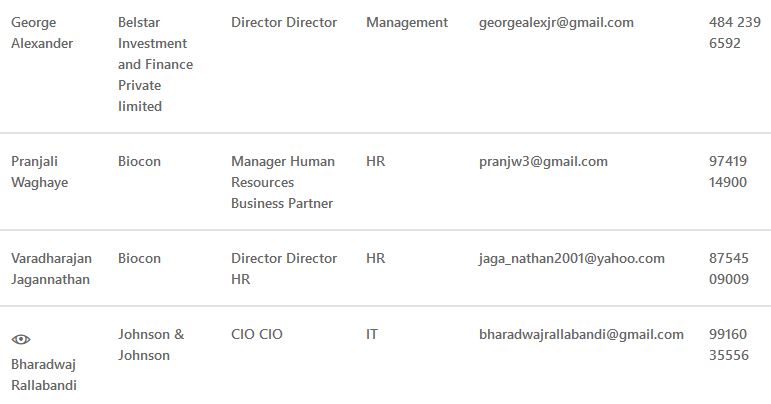 George Alexander Belstar Investment and Finance Private limited Director Director Management georgealexjr@gmail.com 484 239 6592
Pranjali Waghaye Biocon Manager Human Resources Business Partner HR pranjw3@gmail.com 97419 14900
Varadharajan Jagannathan Biocon Director Director HR HR jaga_nathan2001@yahoo.com 87545 09009
Bharadwaj Rallabandi Johnson & Johnson CIO CIO IT bharadwajrallabandi@gmail.com 99160 35556